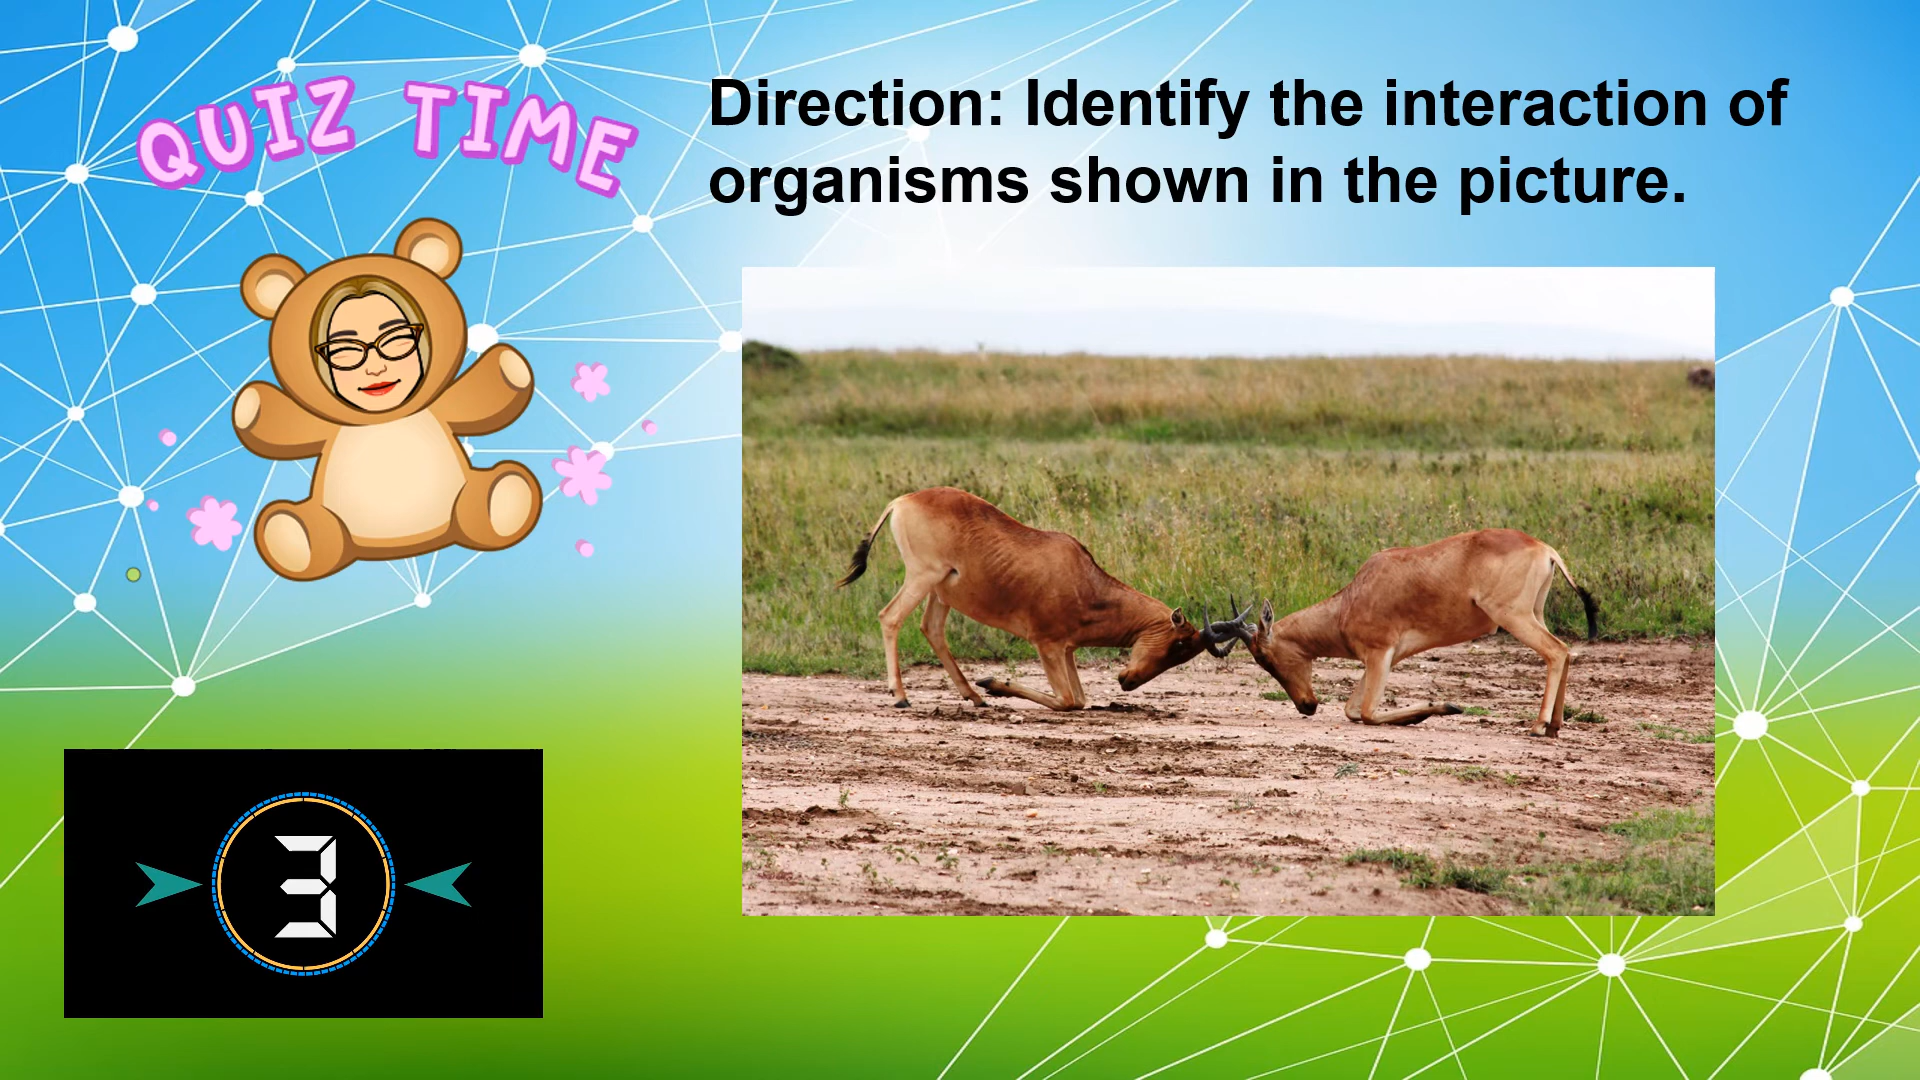 QUIZ TIME
Direction: Identify the interaction of
organisms shown in the picture.
3